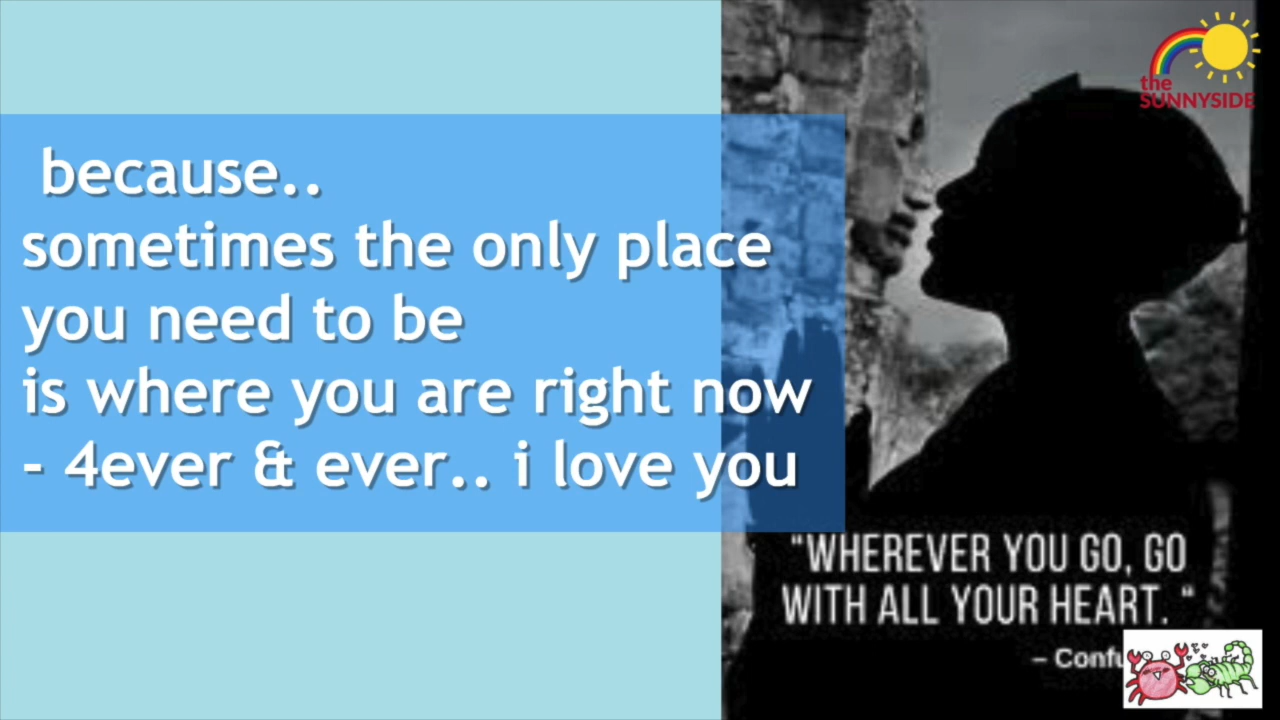 because..
sometimes the only place
you need to be
is where you are right now
- 4ever & ever.. i love you
the
SUNNYSIDE
"WHEREVER YOU GO, GO
WITH ALL YOUR HEART. "
–